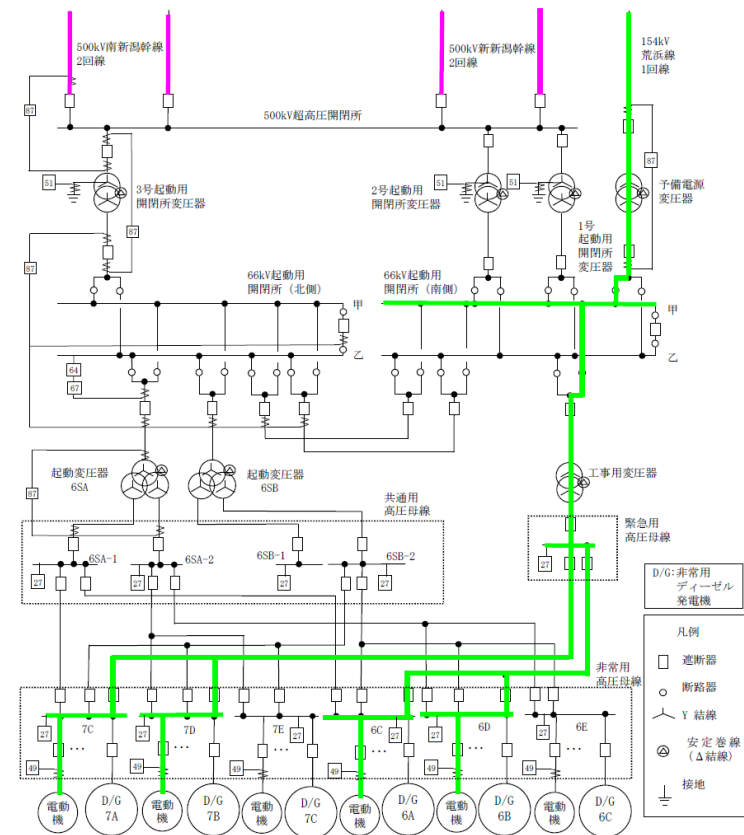 500kV南新潟幹線
2回線
500kV新新潟幹線
2回線
154kV
荒浜線
1回線
87
500kV超高圧開閉所
87
51
3号起動用
開閉所変圧器
51
2号起動用
開閉所変圧器
51
予備電源
変圧器
87
87
1号
起動用
開閉所
変圧器
66kV起動用
開閉所（北側）
甲
66kV起動用
開閉所（南側）
甲
乙
乙
64
67
起動変圧器
6SA
起動変圧器
6SB
工事用変圧器
87
共通用
高圧母線
緊急用
高圧母線
6SA-1
6SA-2
6SB-1
6SB-2
27
27
27
27
27
D/G:非常用
ディーゼル
発電機
凡例
遮断器
断路器
Y 結線
安定巻線
(Δ結線)
接地
非常用
高圧母線
7C
7D
7E
6C
6D
6E
27
27
27
27
27
27
…
…
…
…
…
…
49
49
49
49
49
49
電動
機
D/G
7A
電動
機
D/G
7B
電動
機
D/G
7C
電動
機
D/G
6A
電動
機
D/G
6B
電動
機
D/G
6C